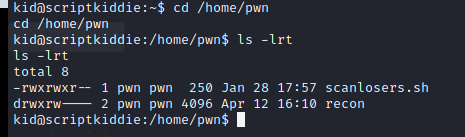 kid@scriptkiddie:~$ cd /home/pwn
cd /home/pwn
kid@scriptkiddie:/home/pwn$ ls -lrt
ls -lrt
total 8
-rwxrwxr-- 1 pwn pwn  250 Jan 28 17:57 scanlosers.sh
drwxrw---- 2 pwn pwn 4096 Apr 12 16:10 recon
kid@scriptkiddie:/home/pwn$